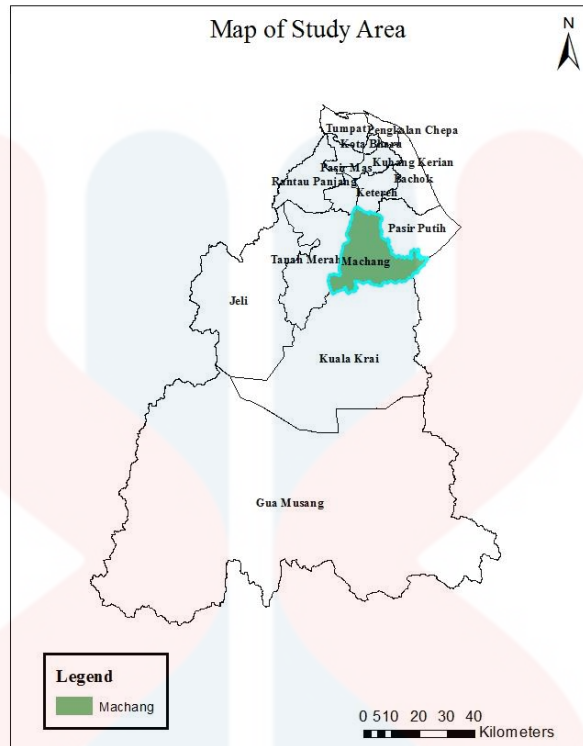 Map of Study Area
N
Tumpat
Pengkalan Chepa
Kota Bharu
Kubang Kerian
Pasir Mas
Rantau Panjang
Bachok
Ketereh
Pasir Putih
Tanah Merah
Machang
Jeli
Kuala Krai
Gua Musang
Legend
Machang
0 5 10 20 30 40
Kilometers